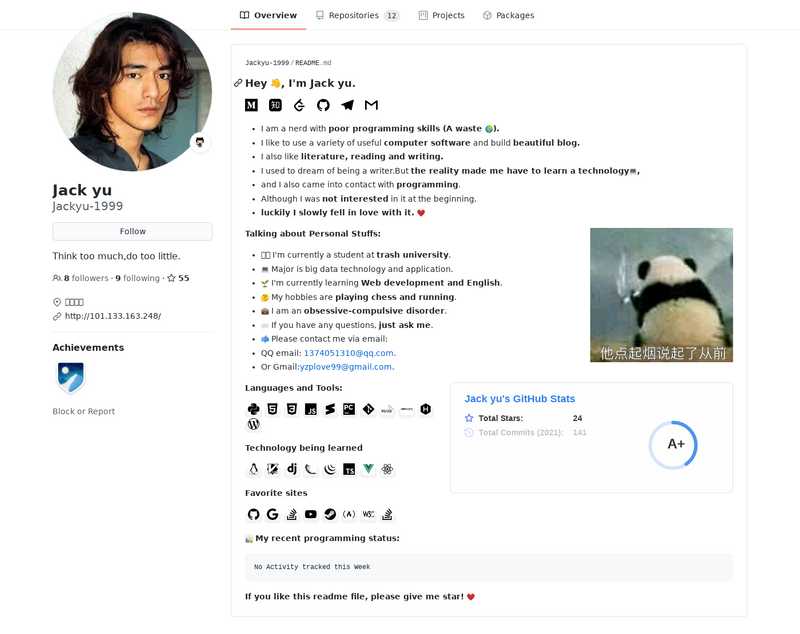 Overview
Repositories 12
Projects
Packages
Jack yu
Jackyu-1999
Follow
Think too much,do too little.
8 followers · 9 following · 55
http://101.133.163.248/
Achievements
Block or Report
Jackyu-1999/README.md
Hey 👋, I'm Jack yu.
I am a nerd with poor programming skills (A waste 🌍).
I like to use a variety of useful computer software and build beautiful blog.
I also like literature, reading and writing.
I used to dream of being a writer.But the reality made me have to learn a technology💻,
and I also came into contact with programming.
Although I was not interested in it at the beginning.
luckily I slowly fell in love with it. ❤️
Talking about Personal Stuffs:
I'm currently a student at trash university.
💻 Major is big data technology and application.
🌱 I'm currently learning Web development and English.
🤔 My hobbies are playing chess and running.
💼 I am an obsessive-compulsive disorder.
If you have any questions, just ask me.
📫 Please contact me via email:
QQ email: 1374051310@qq.com.
Or Gmail:yzplove99@gmail.com.
他点起烟说起了从前
Languages and Tools:
Technology being learned
Favorite sites
Jack yu's GitHub Stats
Total Stars: 24
Total Commits (2021): 141
A+
📊 My recent programming status:
No Activity tracked this Week
If you like this readme file, please give me star! ❤️